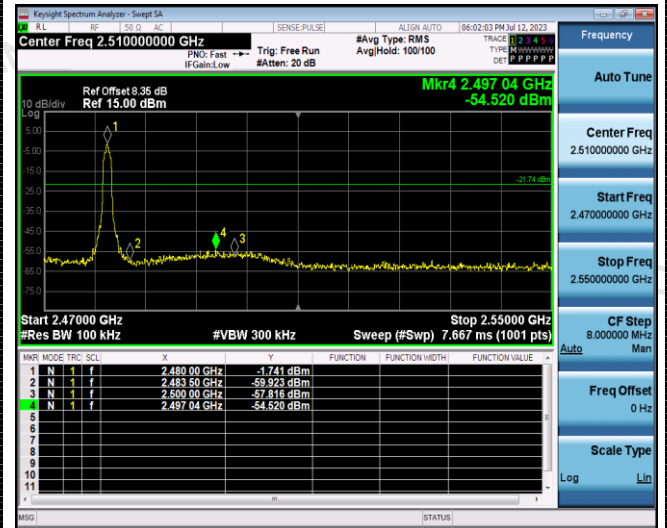 Keysight Spectrum Analyzer - Swept SA
RL RF 50 Ω AC SENSE:PULSE ALIGN AUTO 06:02:03 PM Jul 12, 2023
Center Freq 2.510000000 GHz
PNO: Fast
IFGain:Low
Trig: Free Run
#Atten: 20 dB
#Avg Type: RMS
Avg|Hold: 100/100
TRACE 1 2 3 4 5 6
TYPE M W W W W W
DET P P P P P P
Frequency
Mkr4 2.497 04 GHz
-54.520 dBm
Ref Offset 8.35 dB
10 dB/div Ref 15.00 dBm
Log
5.00
-5.00
-15.0
-25.0
-35.0
-45.0
-55.0
-65.0
-75.0
1
2
4
3
-21.74 dBm
Start 2.47000 GHz Stop 2.55000 GHz
#Res BW 100 kHz #VBW 300 kHz Sweep (#Swp) 7.667 ms (1001 pts)
MKR MODE TRC SCL X Y FUNCTION FUNCTION WIDTH FUNCTION VALUE
1 N 1 f 2.480 00 GHz -1.741 dBm
2 N 1 f 2.483 50 GHz -59.923 dBm
3 N 1 f 2.500 00 GHz -57.816 dBm
4 N 1 f 2.497 04 GHz -54.520 dBm
5
6
7
8
9
10
11
MSG STATUS
Auto Tune
Center Freq
2.510000000 GHz
Start Freq
2.470000000 GHz
Stop Freq
2.550000000 GHz
CF Step
8.000000 MHz
Auto Man
Freq Offset
0 Hz
Scale Type
Log Lin